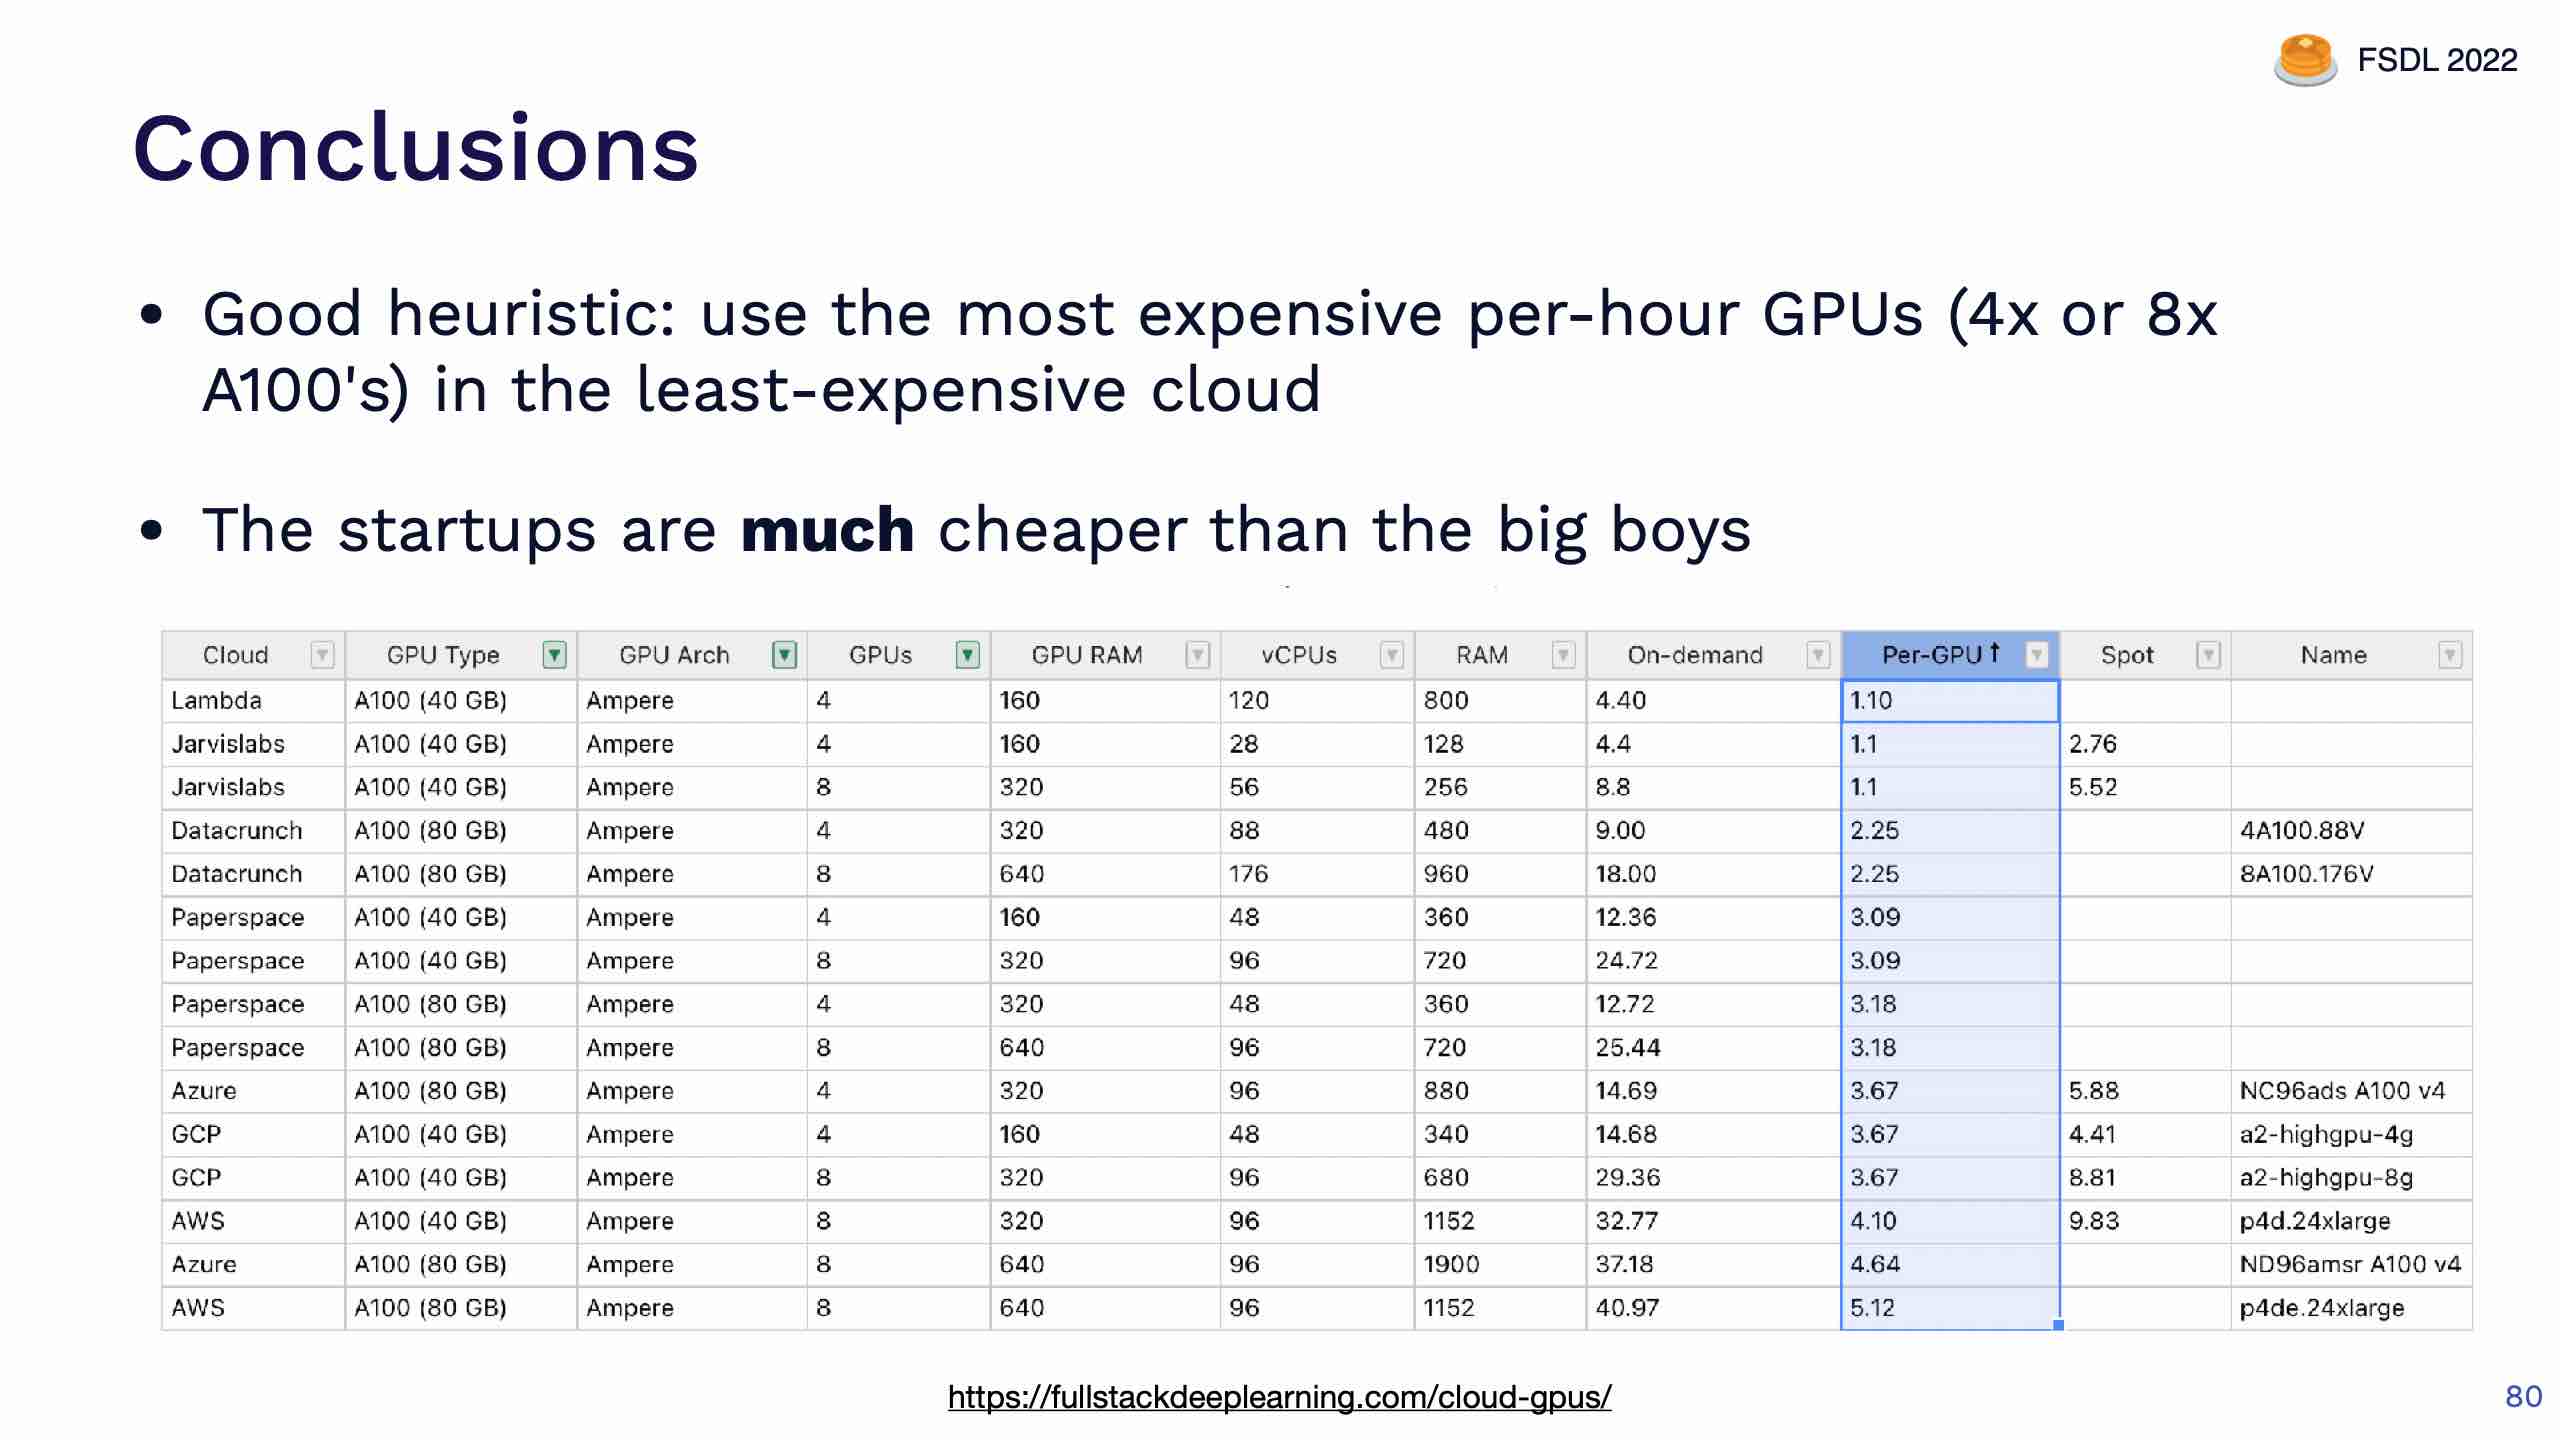 FSDL 2022
Conclusions
• Good heuristic: use the most expensive per-hour GPUs (4x or 8x
A100's) in the least-expensive cloud
• The startups are much cheaper than the big boys
Cloud GPU Type GPU Arch GPUs GPU RAM vCPUs RAM On-demand Per-GPU ↑ Spot Name
Lambda A100 (40 GB) Ampere 4 160 120 800 4.40 1.10
Jarvislabs A100 (40 GB) Ampere 4 160 28 128 4.4 1.1 2.76
Jarvislabs A100 (40 GB) Ampere 8 320 56 256 8.8 1.1 5.52
Datacrunch A100 (80 GB) Ampere 4 320 88 480 9.00 2.25 4A100.88V
Datacrunch A100 (80 GB) Ampere 8 640 176 960 18.00 2.25 8A100.176V
Paperspace A100 (40 GB) Ampere 4 160 48 360 12.36 3.09
Paperspace A100 (40 GB) Ampere 8 320 96 720 24.72 3.09
Paperspace A100 (80 GB) Ampere 4 320 48 360 12.72 3.18
Paperspace A100 (80 GB) Ampere 8 640 96 720 25.44 3.18
Azure A100 (80 GB) Ampere 4 320 96 880 14.69 3.67 5.88 NC96ads A100 v4
GCP A100 (40 GB) Ampere 4 160 48 340 14.68 3.67 4.41 a2-highgpu-4g
GCP A100 (40 GB) Ampere 8 320 96 680 29.36 3.67 8.81 a2-highgpu-8g
AWS A100 (40 GB) Ampere 8 320 96 1152 32.77 4.10 9.83 p4d.24xlarge
Azure A100 (80 GB) Ampere 8 640 96 1900 37.18 4.64 ND96amsr A100 v4
AWS A100 (80 GB) Ampere 8 640 96 1152 40.97 5.12 p4de.24xlarge
https://fullstackdeeplearning.com/cloud-gpus/
80